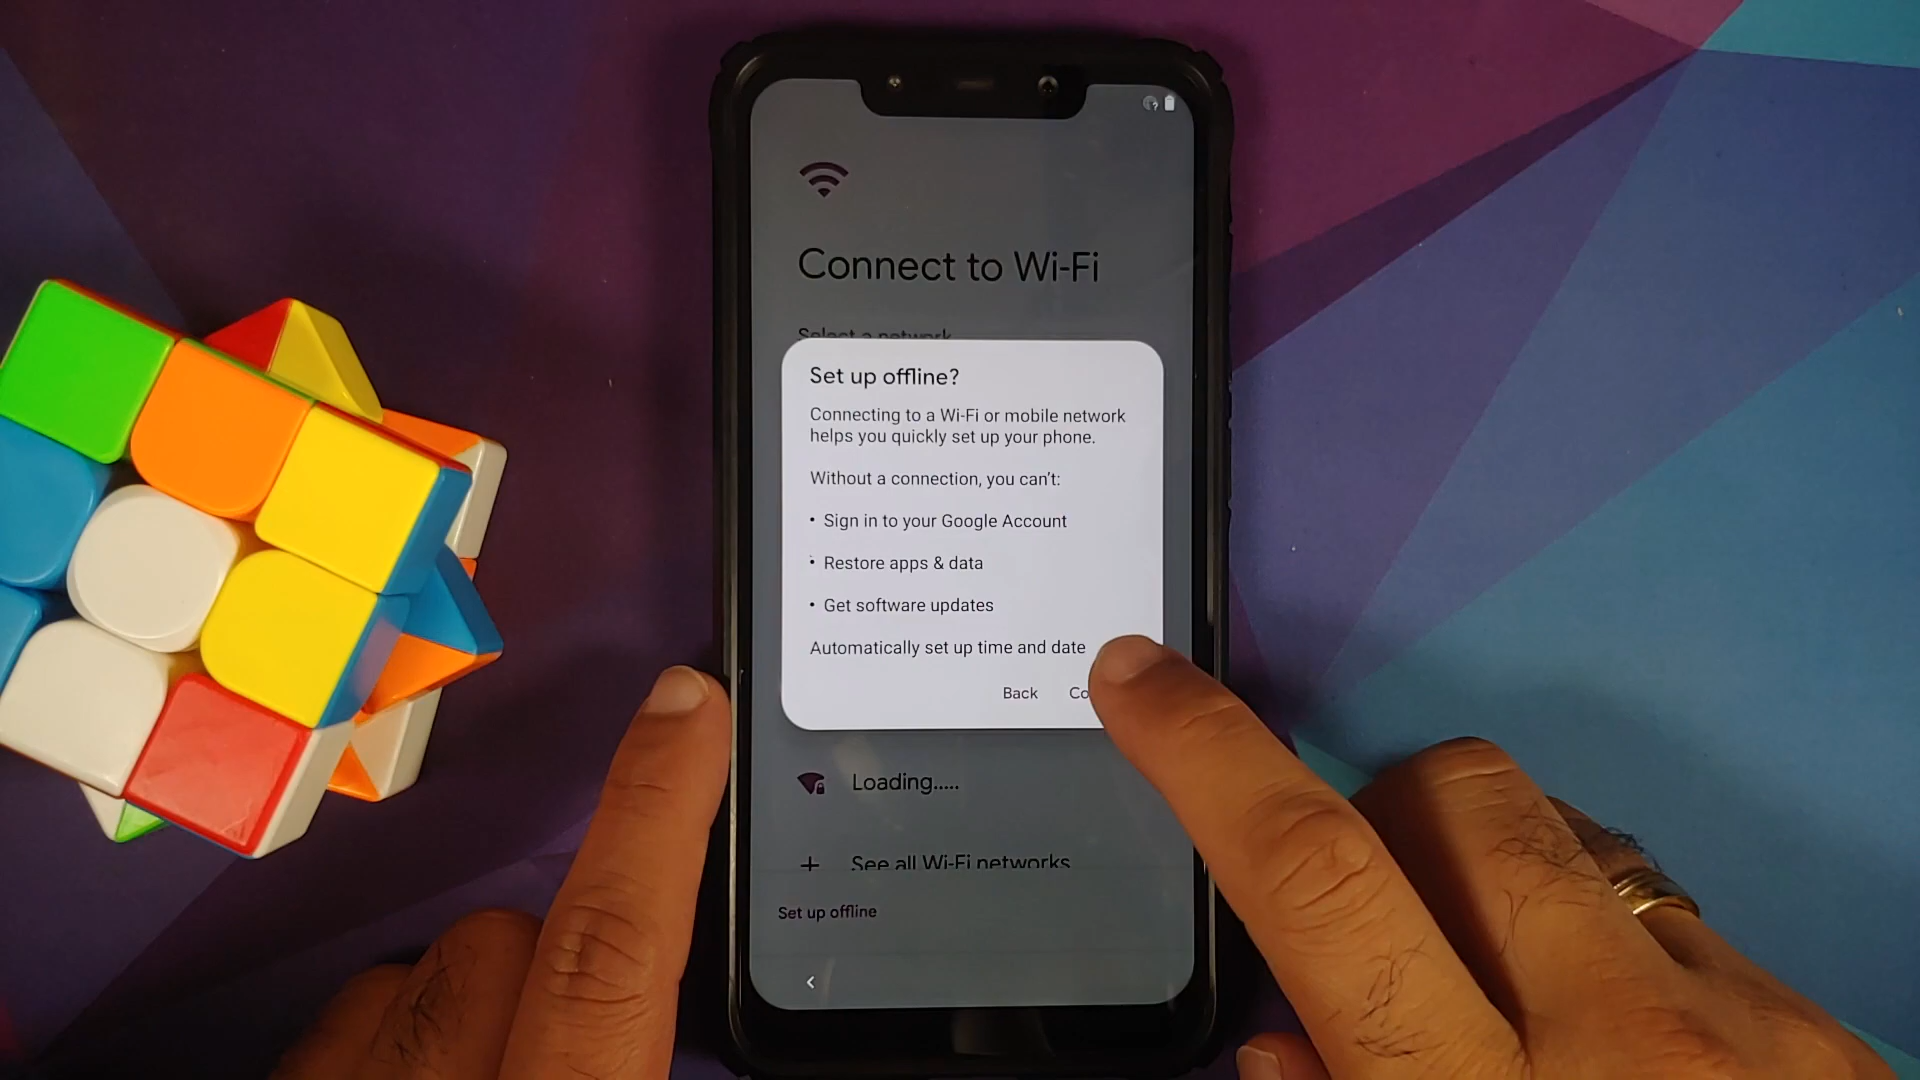 Connect to Wi-Fi
Select a network
Set up offline?
Connecting to a Wi-Fi or mobile network
helps you quickly set up your phone.
Without a connection, you can't:
• Sign in to your Google Account
• Restore apps & data
• Get software updates
Automatically set up time and date
Back
Loading.....
+ See all Wi-Fi networks
Set up offline